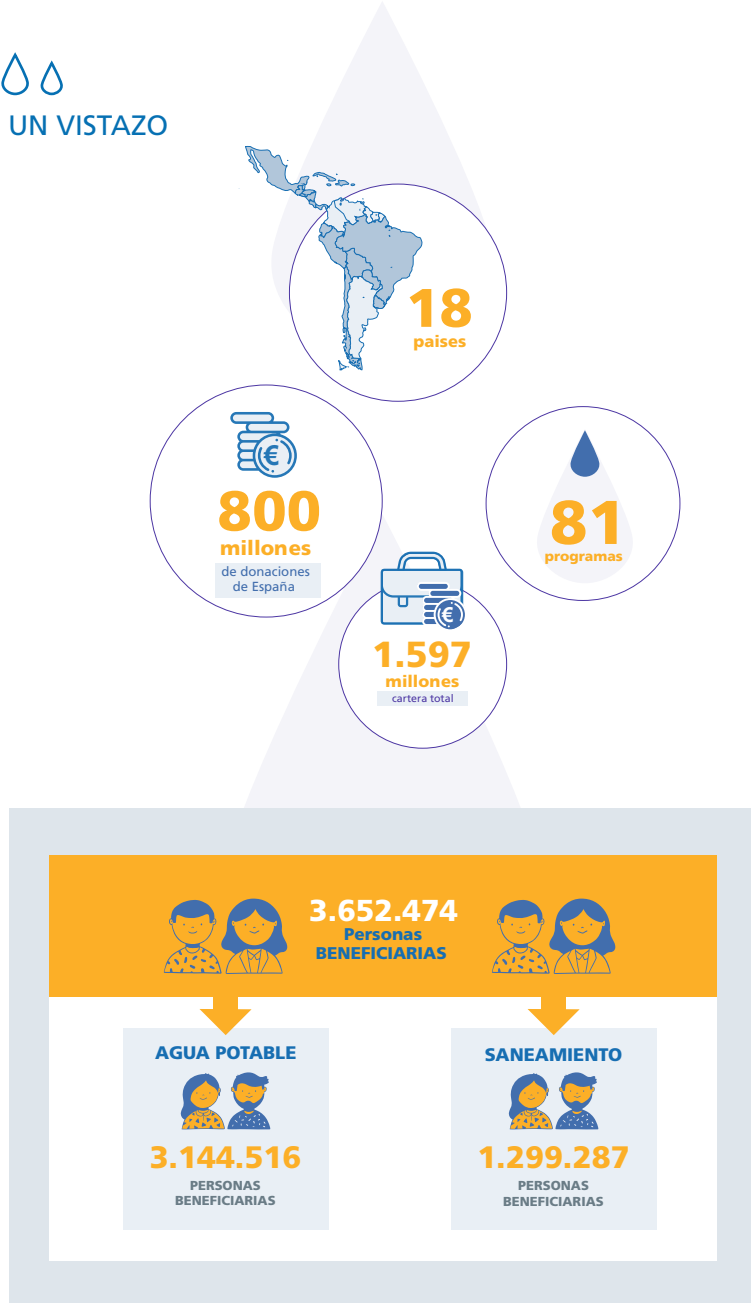 UN VISTAZO
18
paises
€
800
millones
de donaciones
de España
81
programas
€
1.597
millones
cartera total
3.652.474
Personas
BENEFICIARIAS
AGUA POTABLE
3.144.516
PERSONAS
BENEFICIARIAS
SANEAMIENTO
1.299.287
PERSONAS
BENEFICIARIAS